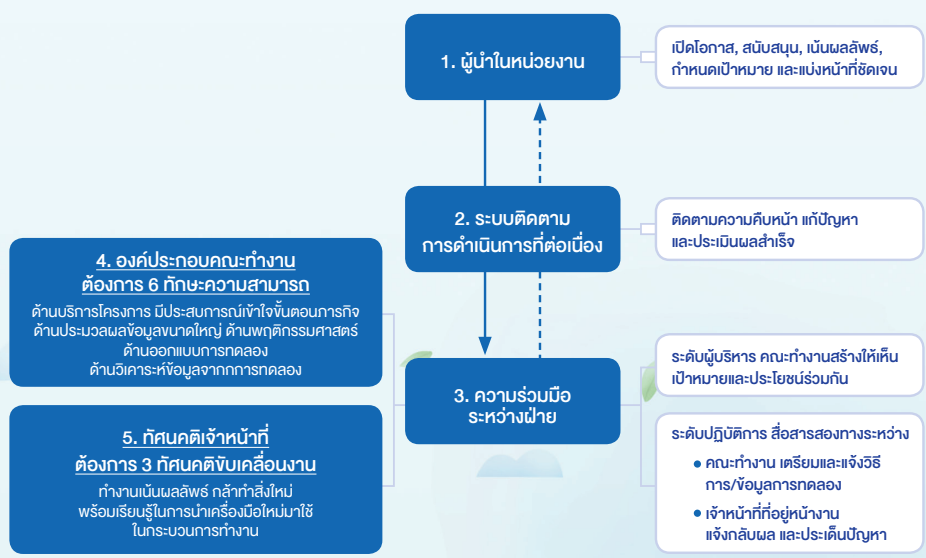 1. ผู้นำในหน่วยงาน
เปิดโอกาส, สนับสนุน, เน้นผลลัพธ์,
กำหนดเป้าหมาย และแบ่งหน้าที่ชัดเจน
2. ระบบติดตาม
การดำเนินการที่ต่อเนื่อง
ติดตามความคืบหน้า แก้ปัญหา
และประเมินผลสำเร็จ
4. องค์ประกอบคณะทำงาน
ต้องการ 6 ทักษะความสามารถ
ด้านบริการโครงการ มีประสบการณ์เข้าใจขั้นตอนภารกิจ
ด้านประมวลผลข้อมูลขนาดใหญ่ ด้านพฤติกรรมศาสตร์
ด้านออกแบบการทดลอง
ด้านวิเคราะห์ข้อมูลจากกการทดลอง
3. ความร่วมมือ
ระหว่างฝ่าย
ระดับผู้บริหาร คณะทำงานสร้างให้เห็น
เป้าหมายและประโยชน์ร่วมกัน
5. ทัศนคติเจ้าหน้าที่
ต้องการ 3 ทัศนคติขับเคลื่อนงาน
ทำงานเน้นผลลัพธ์ กล้าทำสิ่งใหม่
พร้อมเรียนรู้ในการนำเครื่องมือใหม่มาใช้
ในกระบวนการทำงาน
ระดับปฏิบัติการ สื่อสารสองทางระหว่าง
• คณะทำงาน เตรียมและแจ้งวิธี
การ/ข้อมูลการทดลอง
• เจ้าหน้าที่ที่อยู่หน้างาน
แจ้งกลับผล และประเด็นปัญหา